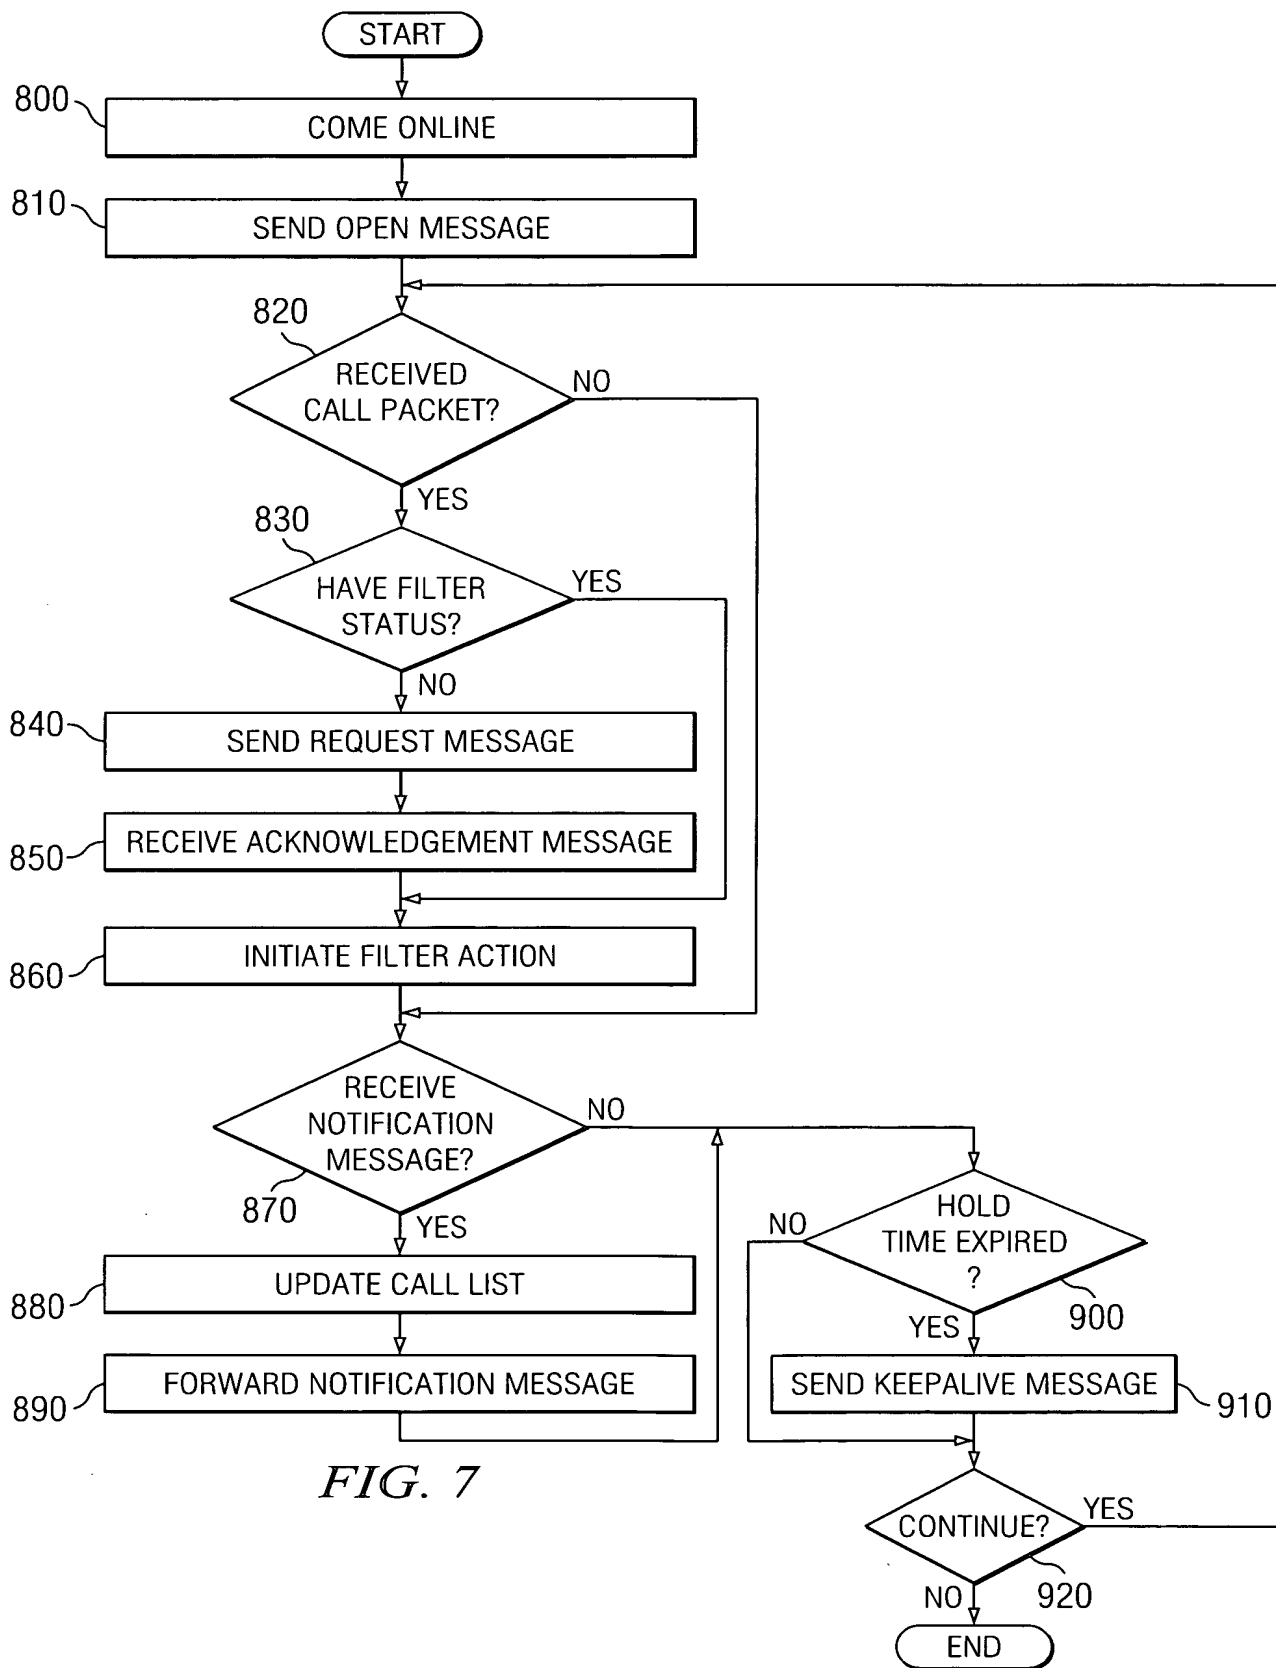 START
800
COME ONLINE
810
SEND OPEN MESSAGE
820
RECEIVED
CALL PACKET?
NO
YES
830
HAVE FILTER
STATUS?
YES
NO
840
SEND REQUEST MESSAGE
850
RECEIVE ACKNOWLEDGEMENT MESSAGE
860
INITIATE FILTER ACTION
RECEIVE
NOTIFICATION
MESSAGE?
NO
870
YES
HOLD
TIME EXPIRED
?
NO
900
YES
880
UPDATE CALL LIST
890
FORWARD NOTIFICATION MESSAGE
SEND KEEPALIVE MESSAGE
910
FIG. 7
CONTINUE?
YES
920
NO
END